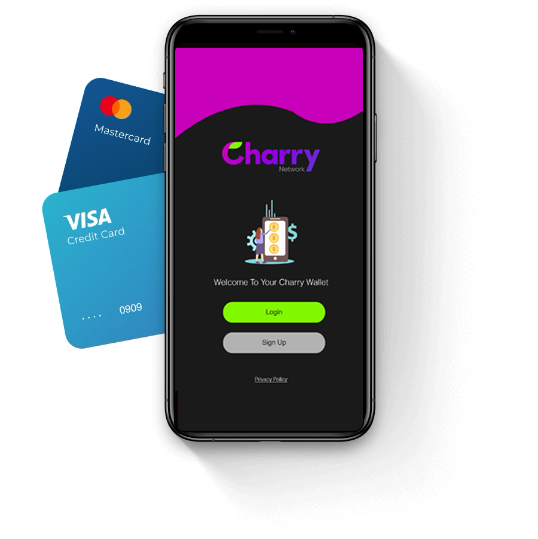 Mastercard
VISA
Credit Card
.... 0909
Charry
Network
$
Welcome To Your Charry Wallet
Login
Sign Up
Privacy Policy